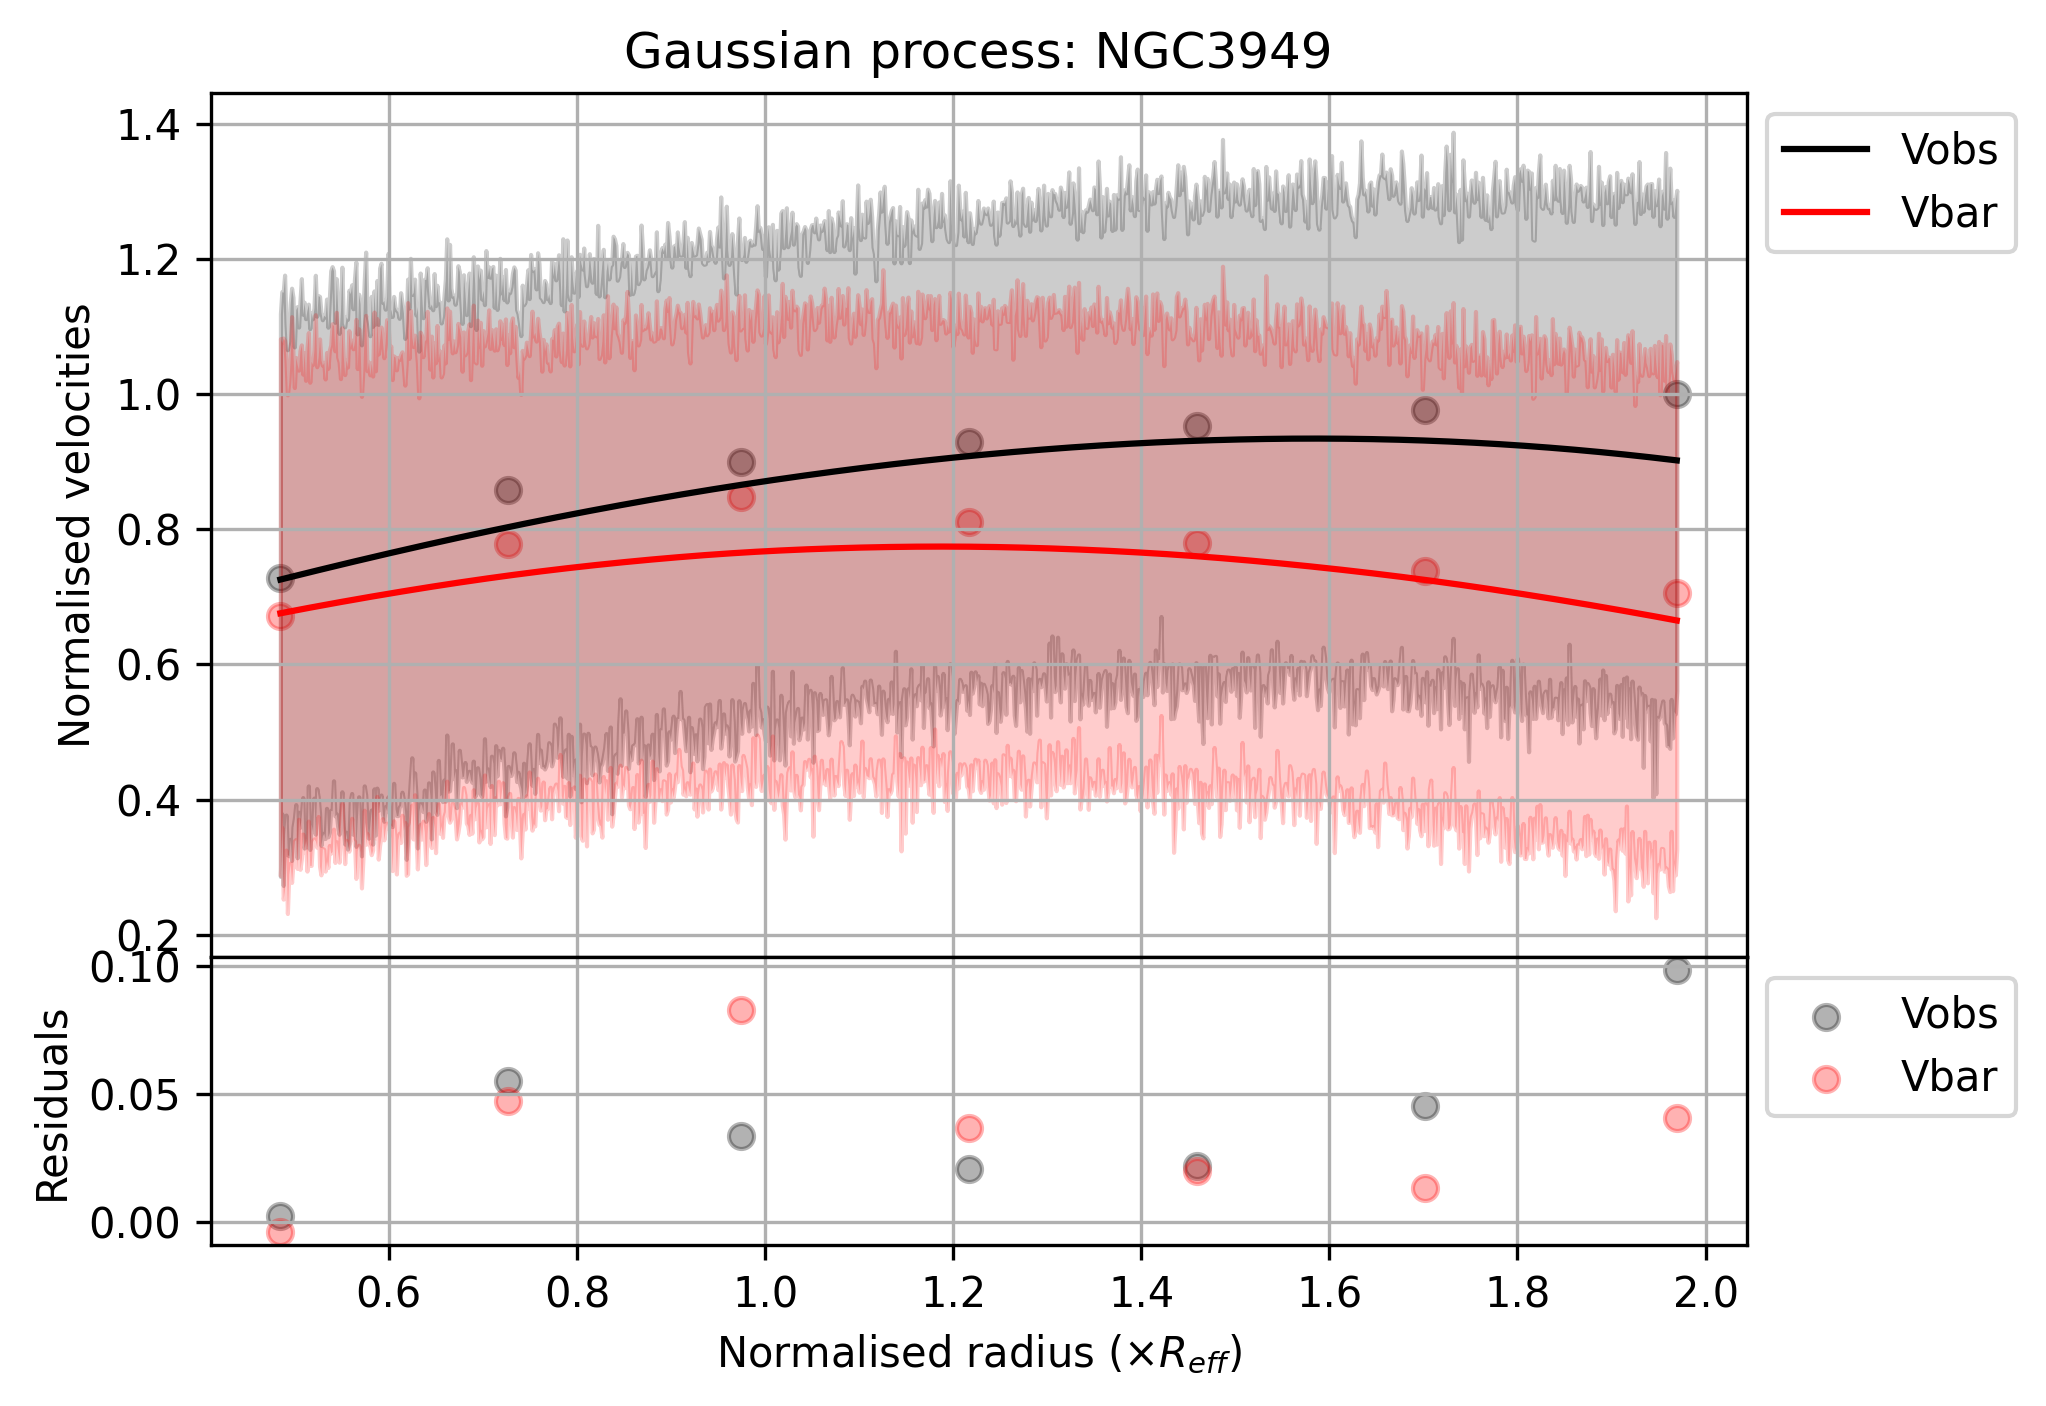 Gaussian process: NGC3949
1.4
1.2
1.0
0.8
0.6
0.4
0.2
Normalised velocities
Vobs
Vbar
0.10
0.05
0.00
Residuals
Vobs
Vbar
0.6 0.8 1.0 1.2 1.4 1.6 1.8 2.0
Normalised radius (×R_eff)